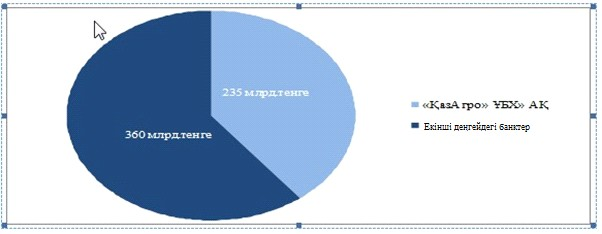 235 млрд.тенге
360 млрд.тенге
«ҚазАгро» ҰБХ» АҚ
Екінші деңгейдегі банктер